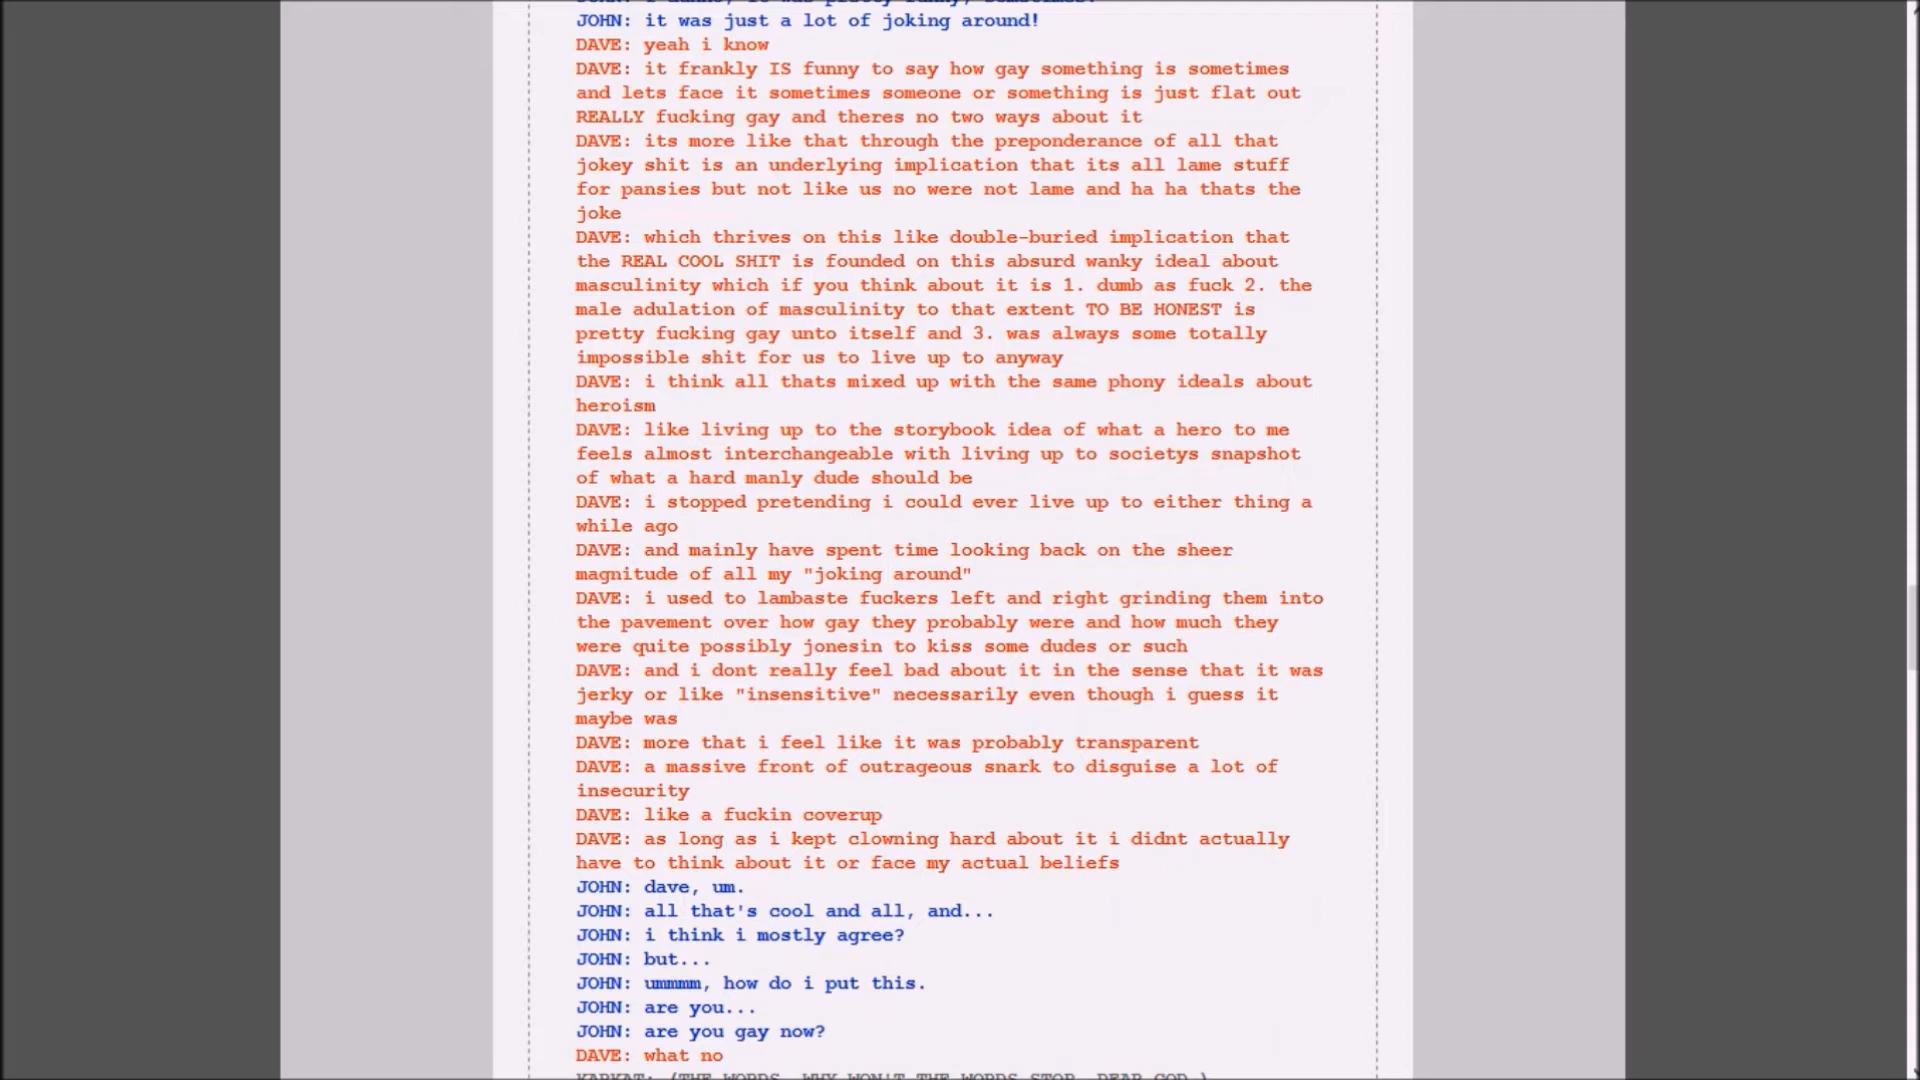 JOHN: it was just a lot of joking around!
DAVE: yeah i know
DAVE: it frankly IS funny to say how gay something is sometimes
and lets face it sometimes someone or something is just flat out
REALLY fucking gay and theres no two ways about it
DAVE: its more like that through the preponderance of all that
jokey shit is an underlying implication that its all lame stuff
for pansies but not like us no were not lame and ha ha thats the
joke
DAVE: which thrives on this like double-buried implication that
the REAL COOL SHIT is founded on this absurd wanky ideal about
masculinity which if you think about it is 1. dumb as fuck 2. the
male adulation of masculinity to that extent TO BE HONEST is
pretty fucking gay unto itself and 3. was always some totally
impossible shit for us to live up to anyway
DAVE: i think all thats mixed up with the same phony ideals about
heroism
DAVE: like living up to the storybook idea of what a hero to me
feels almost interchangeable with living up to societys snapshot
of what a hard manly dude should be
DAVE: i stopped pretending i could ever live up to either thing a
while ago
DAVE: and mainly have spent time looking back on the sheer
magnitude of all my "joking around"
DAVE: i used to lambaste fuckers left and right grinding them into
the pavement over how gay they probably were and how much they
were quite possibly jonesin to kiss some dudes or such
DAVE: and i dont really feel bad about it in the sense that it was
jerky or like "insensitive" necessarily even though i guess it
maybe was
DAVE: more that i feel like it was probably transparent
DAVE: a massive front of outrageous snark to disguise a lot of
insecurity
DAVE: like a fuckin coverup
DAVE: as long as i kept clowning hard about it i didnt actually
have to think about it or face my actual beliefs
JOHN: dave, um.
JOHN: all that's cool and all, and...
JOHN: i think i mostly agree?
JOHN: but...
JOHN: ummmm, how do i put this.
JOHN: are you...
JOHN: are you gay now?
DAVE: what no
KARKAT: (THE WORDS, WHY WON'T THE WORDS STOP, DEAR GOD.)